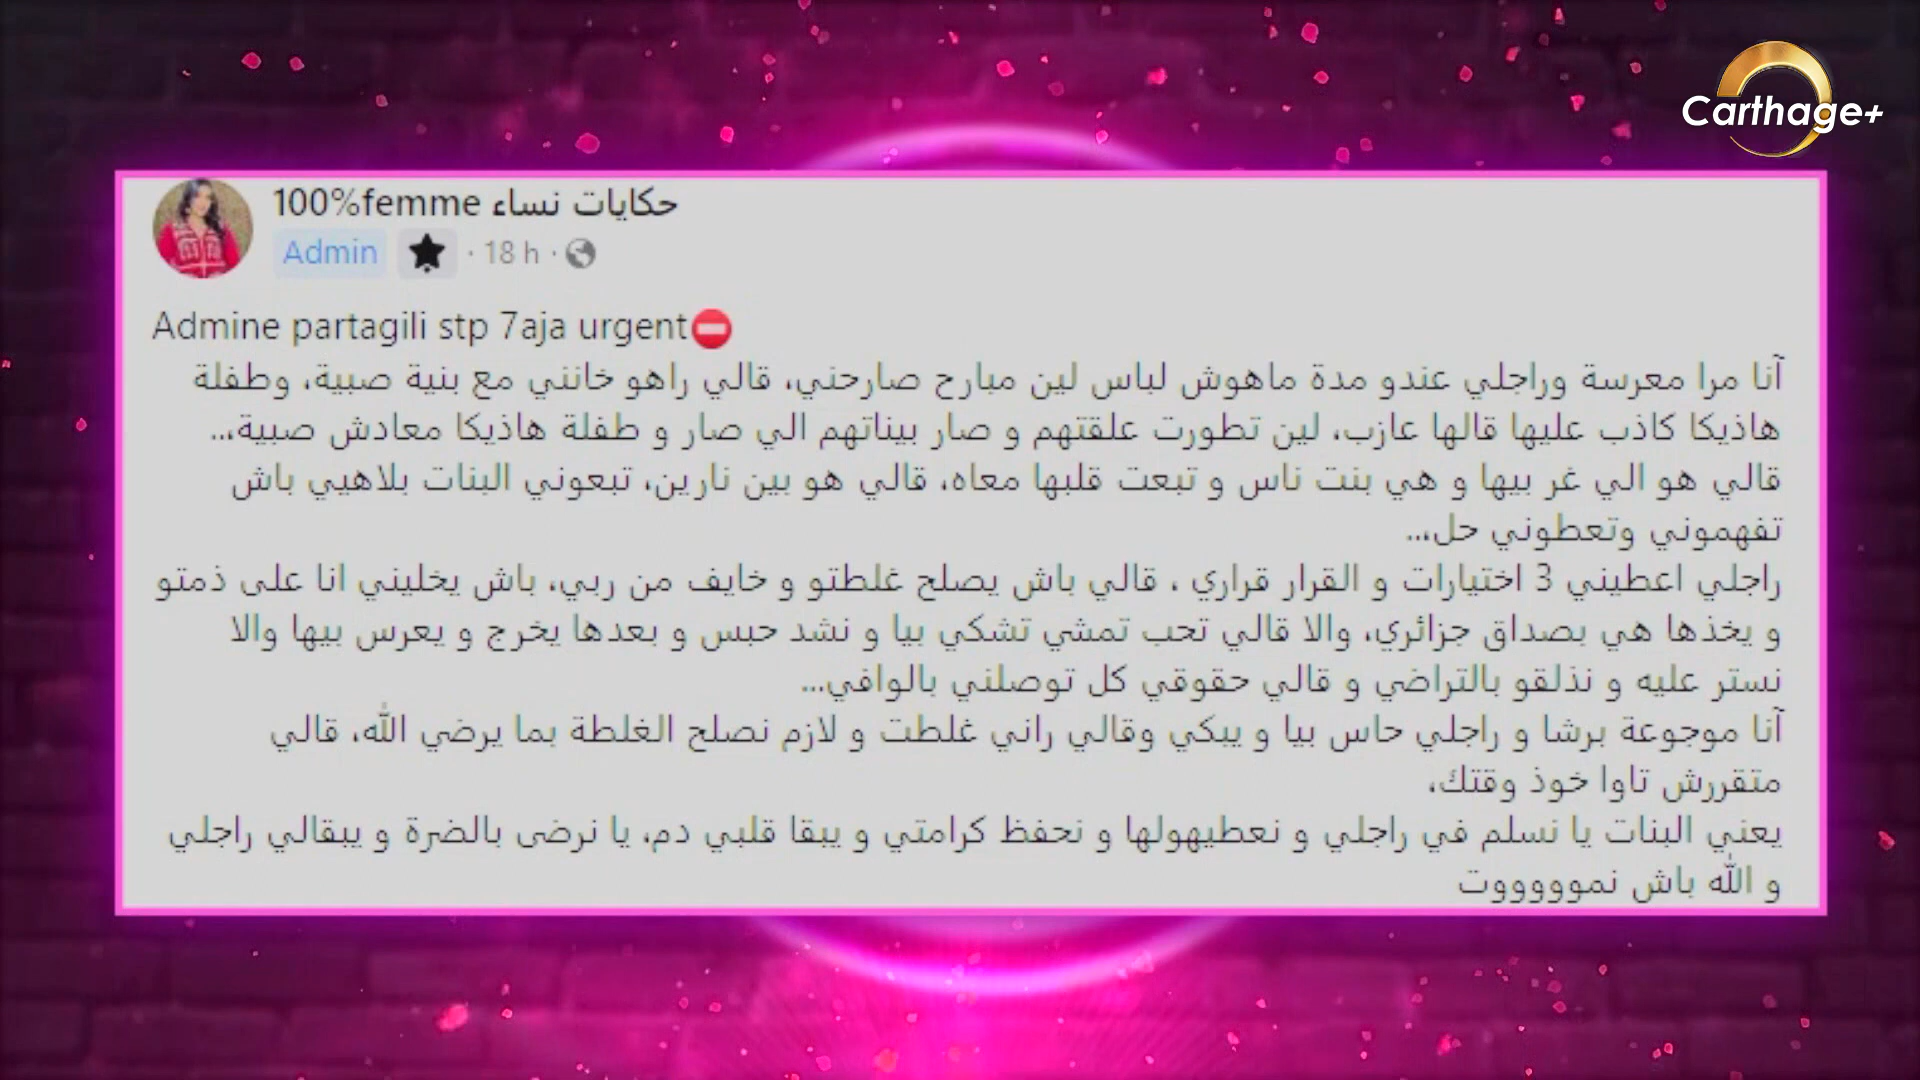 Carthage+
100%femme حكايات نساء
Admin · 18 h ·
Admine partagili stp 7aja urgent⛔
آنا مرا معرسة وراجلي عندو مدة ماهوش لباس لين مبارح صارحني، قالي راهو خانني مع بنية صبية، وطفلة
هاذيكا كاذب عليها قالها عازب، لين تطورت علقتهم و صار بيناتهم الي صار و طفلة هاذيكا معادش صبية،..
قالي هو الي غر بيها و هي بنت ناس و تبعت قلبها معاه، قالي هو بين نارين، تبعوني البنات بلاهيي باش
تفهموني وتعطوني حل،..
راجلي اعطيني 3 اختيارات و القرار قراري ، قالي باش يصلح غلطتو و خايف من ربي، باش يخليني انا على ذمتو
و يخذها هي بصداق جزائري، والا قالي تحب تمشي تشكي بيا و نشد حبس و بعدها يخرج و يعرس بيها والا
نستر عليه و نذلقو بالتراضي و قالي حقوقي كل توصلني بالوافي...
آنا موجوعة برشا و راجلي حاس بيا و يبكي وقالي راني غلطت و لازم نصلح الغلطة بما يرضي الله، قالي
متقررش تاوا خوذ وقتك،
يعني البنات يا نسلم في راجلي و نعطيهولها و نحفظ كرامتي و يبقا قلبي دم، يا نرضى بالضرة و يبقالي راجلي
و الله باش نموووووت